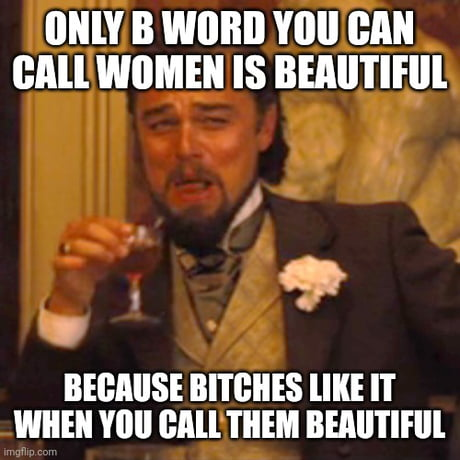 ONLY B WORD YOU CAN
CALL WOMEN IS BEAUTIFUL
BECAUSE BITCHES LIKE IT
WHEN YOU CALL THEM BEAUTIFUL
imgflip.com